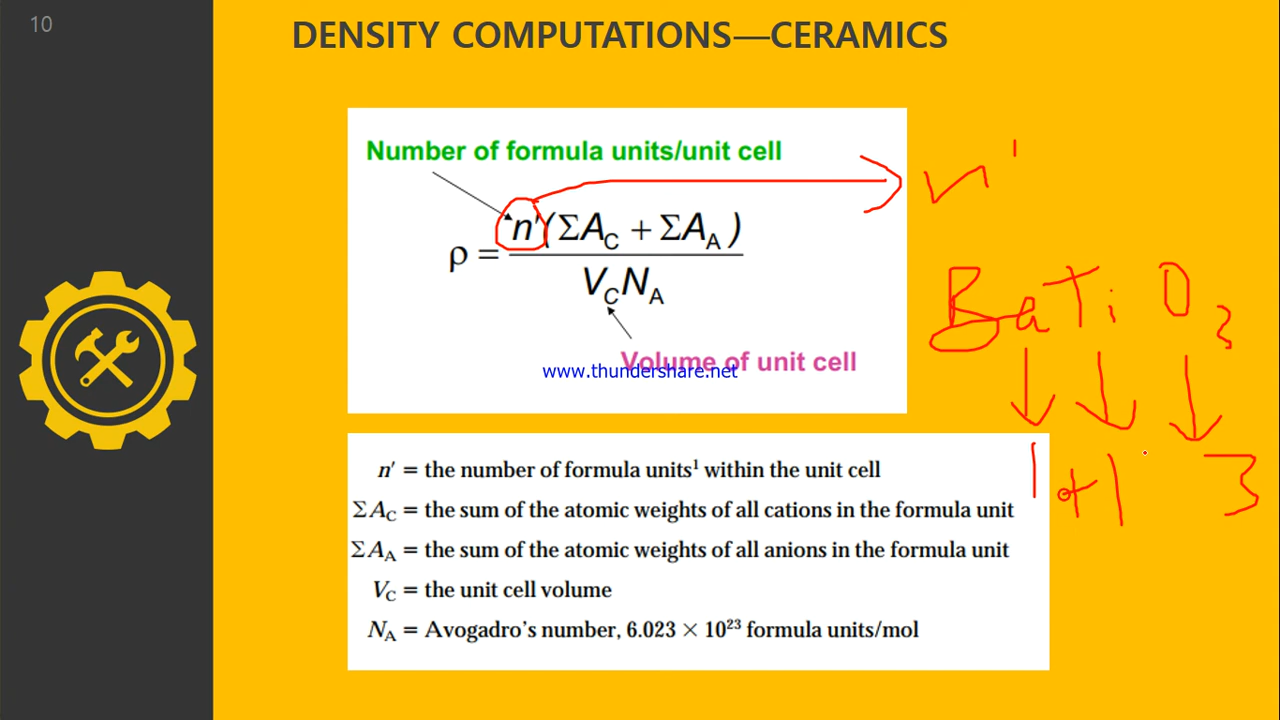 10
DENSITY COMPUTATIONS—CERAMICS
Number of formula units/unit cell
n'
ρ = n′(ΣA_C + ΣA_A) / V_C N_A
BaTiO3
Volume of unit cell
www.thundershare.net
1+1 3
n′ = the number of formula units¹ within the unit cell
ΣA_C = the sum of the atomic weights of all cations in the formula unit
ΣA_A = the sum of the atomic weights of all anions in the formula unit
V_C = the unit cell volume
N_A = Avogadro's number, 6.023 × 10²³ formula units/mol